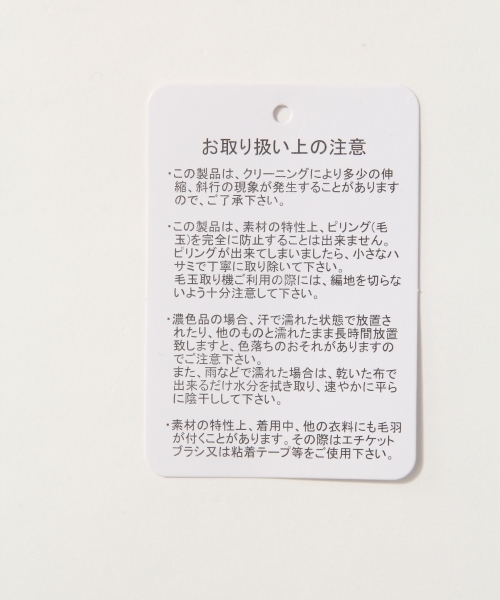 お取り扱い上の注意
・この製品は、クリーニングにより多少の伸
縮、斜行の現象が発生することがあります
ので、ご了承下さい。
・この製品は、素材の特性上、ピリング(毛
玉)を完全に防止することは出来ません。
ピリングが出来てしまいましたら、小さなハ
サミで丁寧に取り除いて下さい。
毛玉取り機ご利用の際には、編地を切らな
いよう十分注意して下さい。
・濃色品の場合、汗で濡れた状態で放置さ
れたり、他のものと濡れたまま長時間放置
致しますと、色落ちのおそれがありますの
でご注意下さい。
また、雨などで濡れた場合は、乾いた布で
出来るだけ水分を拭き取り、速やかに平ら
に陰干しして下さい。
・素材の特性上、着用中、他の衣料にも毛羽
が付くことがあります。その際はエチケット
ブラシ又は粘着テープ等をご使用下さい。